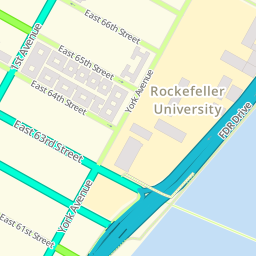 East 66th Street
1st Avenue
East 65th Street
York Avenue
East 64th Street
Rockefeller
University
FDR Drive
East 63rd Street
York Avenue
East 61st Street